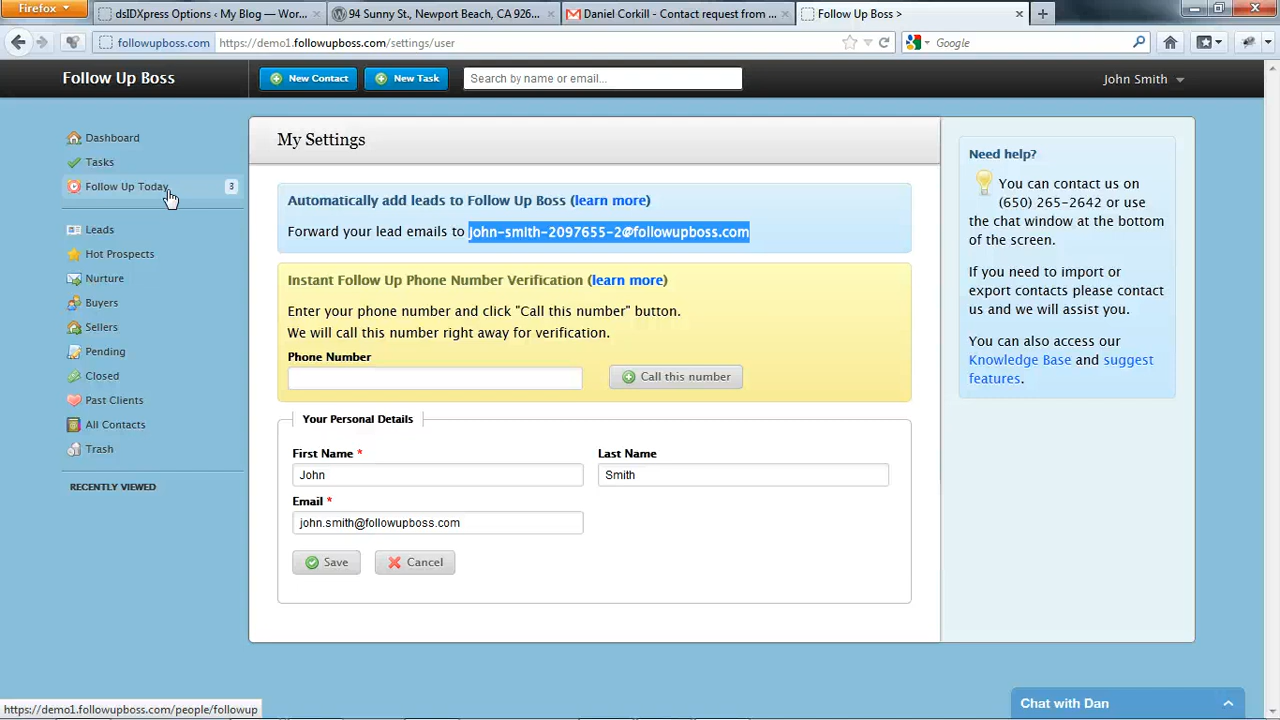 Firefox
dsIDXpress Options ‹ My Blog — Wor...
94 Sunny St., Newport Beach, CA 926...
Daniel Corkill - Contact request from ...
Follow Up Boss >
followupboss.com
https://demo1.followupboss.com/settings/user
Google
Follow Up Boss
New Contact
New Task
Search by name or email...
John Smith
Dashboard
Tasks
Follow Up Today
3
Leads
Hot Prospects
Nurture
Buyers
Sellers
Pending
Closed
Past Clients
All Contacts
Trash
RECENTLY VIEWED
My Settings
Automatically add leads to Follow Up Boss (learn more)
Forward your lead emails to john-smith-2097655-2@followupboss.com
Instant Follow Up Phone Number Verification (learn more)
Enter your phone number and click "Call this number" button.
We will call this number right away for verification.
Phone Number
Call this number
Your Personal Details
First Name *
Last Name
John
Smith
Email *
john.smith@followupboss.com
Save
Cancel
Need help?
You can contact us on
(650) 265-2642 or use
the chat window at the bottom
of the screen.
If you need to import or
export contacts please contact
us and we will assist you.
You can also access our
Knowledge Base and suggest
features.
https://demo1.followupboss.com/people/followup
Chat with Dan